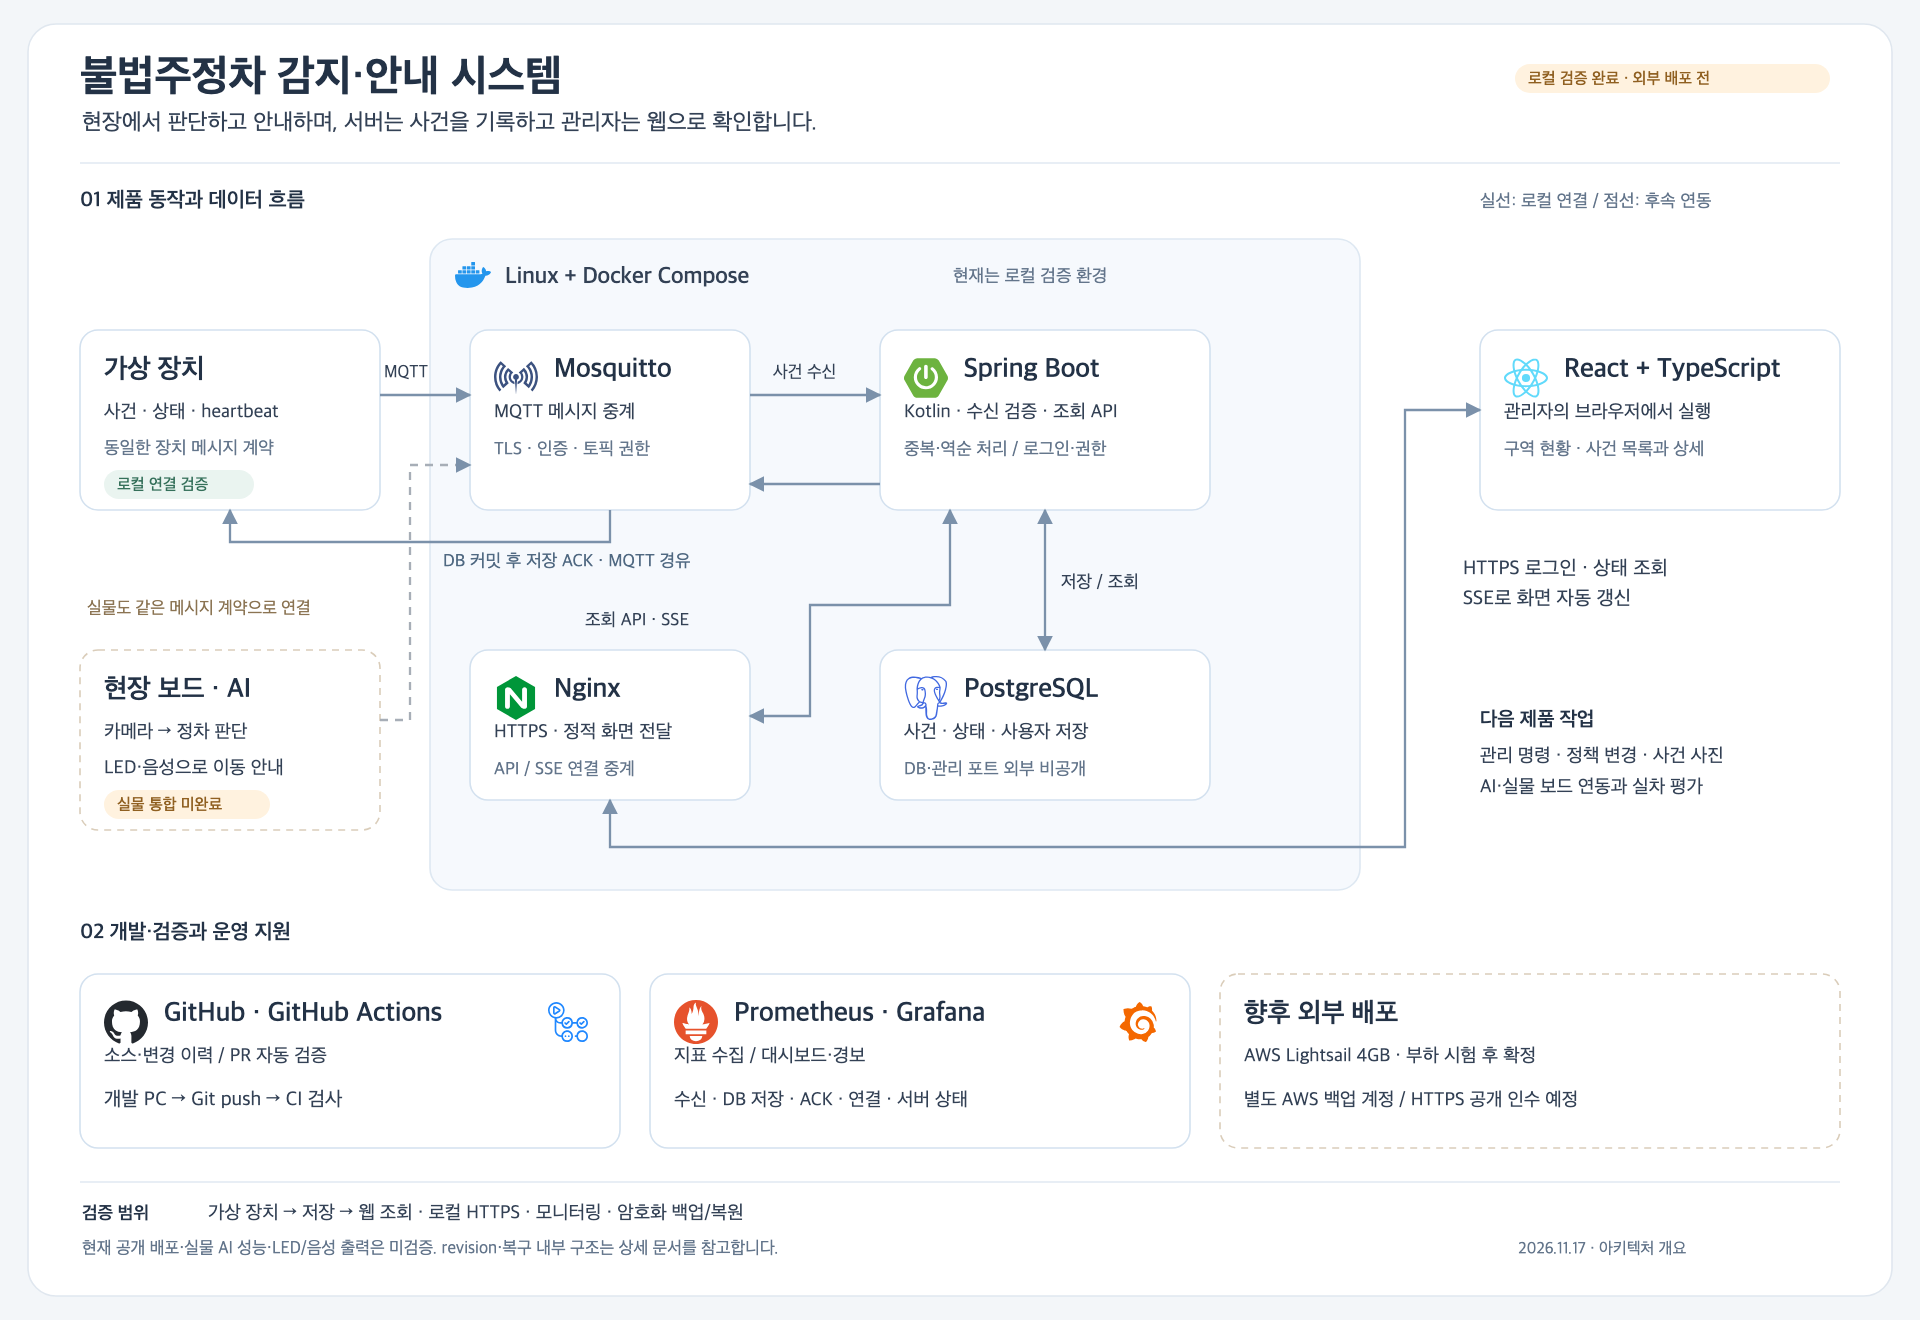 불법주정차 감지·안내 시스템
로컬 검증 완료 · 외부 배포 전
현장에서 판단하고 안내하며, 서버는 사건을 기록하고 관리자는 웹으로 확인합니다.
01 제품 동작과 데이터 흐름
실선: 로컬 연결 / 점선: 후속 연동
Linux + Docker Compose
현재는 로컬 검증 환경
가상 장치
사건 · 상태 · heartbeat
동일한 장치 메시지 계약
로컬 연결 검증
MQTT
Mosquitto
MQTT 메시지 중계
TLS · 인증 · 토픽 권한
사건 수신
Spring Boot
Kotlin · 수신 검증 · 조회 API
중복·역순 처리 / 로그인·권한
React + TypeScript
관리자의 브라우저에서 실행
구역 현황 · 사건 목록과 상세
DB 커밋 후 저장 ACK · MQTT 경유
HTTPS 로그인 · 상태 조회
SSE로 화면 자동 갱신
저장 / 조회
실물도 같은 메시지 계약으로 연결
조회 API · SSE
현장 보드 · AI
카메라 → 정차 판단
LED·음성으로 이동 안내
실물 통합 미완료
Nginx
HTTPS · 정적 화면 전달
API / SSE 연결 중계
PostgreSQL
사건 · 상태 · 사용자 저장
DB·관리 포트 외부 비공개
다음 제품 작업
관리 명령 · 정책 변경 · 사건 사진
AI·실물 보드 연동과 실차 평가
02 개발·검증과 운영 지원
GitHub · GitHub Actions
소스·변경 이력 / PR 자동 검증
개발 PC → Git push → CI 검사
Prometheus · Grafana
지표 수집 / 대시보드·경보
수신 · DB 저장 · ACK · 연결 · 서버 상태
향후 외부 배포
AWS Lightsail 4GB · 부하 시험 후 확정
별도 AWS 백업 계정 / HTTPS 공개 인수 예정
검증 범위
가상 장치 → 저장 → 웹 조회 · 로컬 HTTPS · 모니터링 · 암호화 백업/복원
현재 공개 배포·실물 AI 성능·LED/음성 출력은 미검증. revision·복구 내부 구조는 상세 문서를 참고합니다.
2026.11.17 · 아키텍처 개요